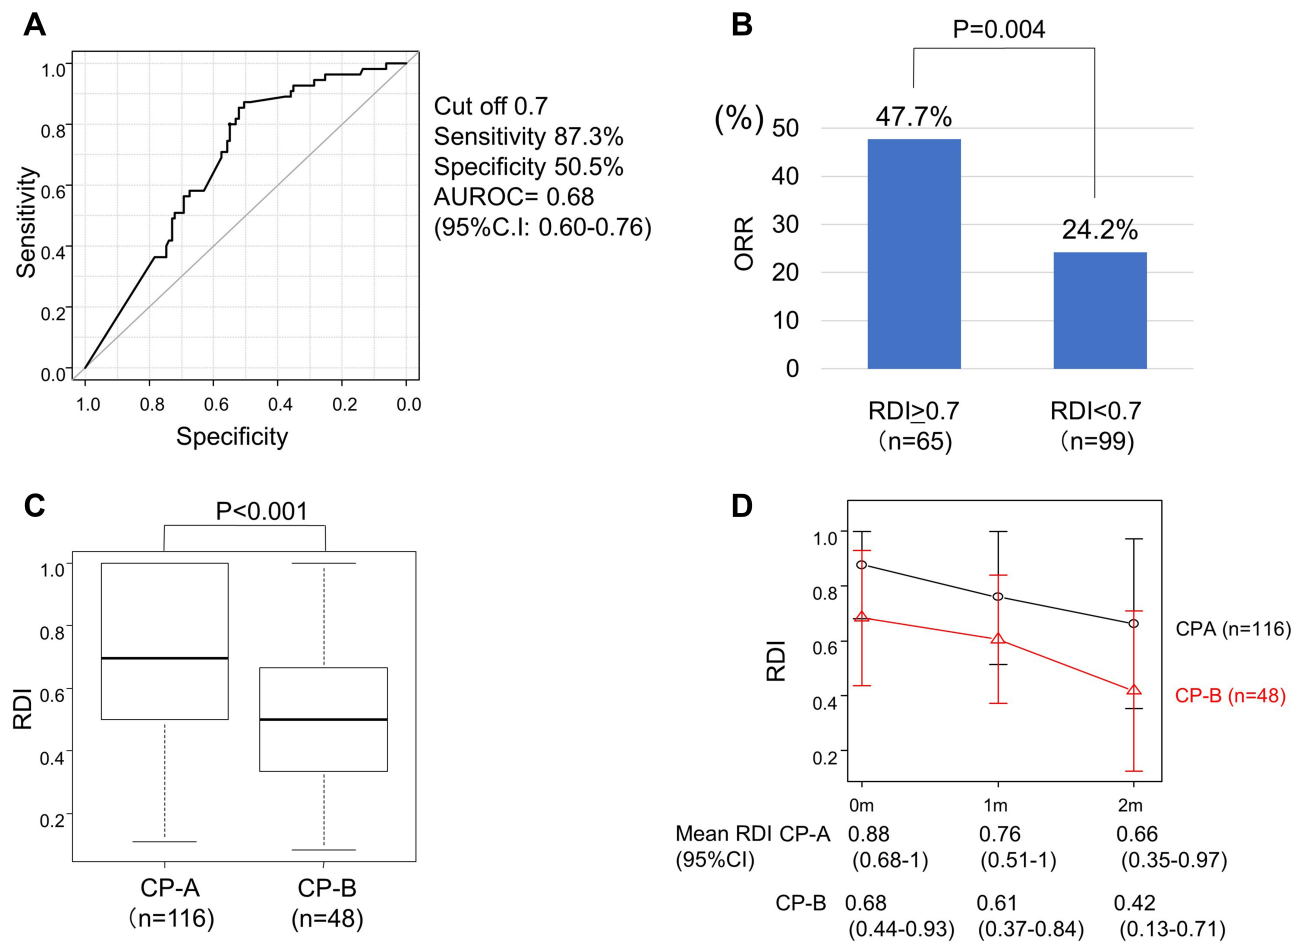 A
1.0
0.8
0.6
0.4
0.2
0.0
Sensitivity
1.0 0.8 0.6 0.4 0.2 0.0
Specificity
Cut off 0.7
Sensitivity 87.3%
Specificity 50.5%
AUROC= 0.68
(95%C.I: 0.60-0.76)
B
P=0.004
(%)
50
40
30
20
10
0
ORR
47.7%
24.2%
RDI≥0.7 RDI<0.7
(n=65) (n=99)
C
P<0.001
1.0
0.8
0.6
0.4
0.2
RDI
CP-A CP-B
(n=116) (n=48)
D
1.0
0.8
0.6
0.4
0.2
RDI
CPA (n=116)
CP-B (n=48)
0m 1m 2m
Mean RDI CP-A 0.88 0.76 0.66
(95%CI) (0.68-1) (0.51-1) (0.35-0.97)
CP-B 0.68 0.61 0.42
(0.44-0.93) (0.37-0.84) (0.13-0.71)